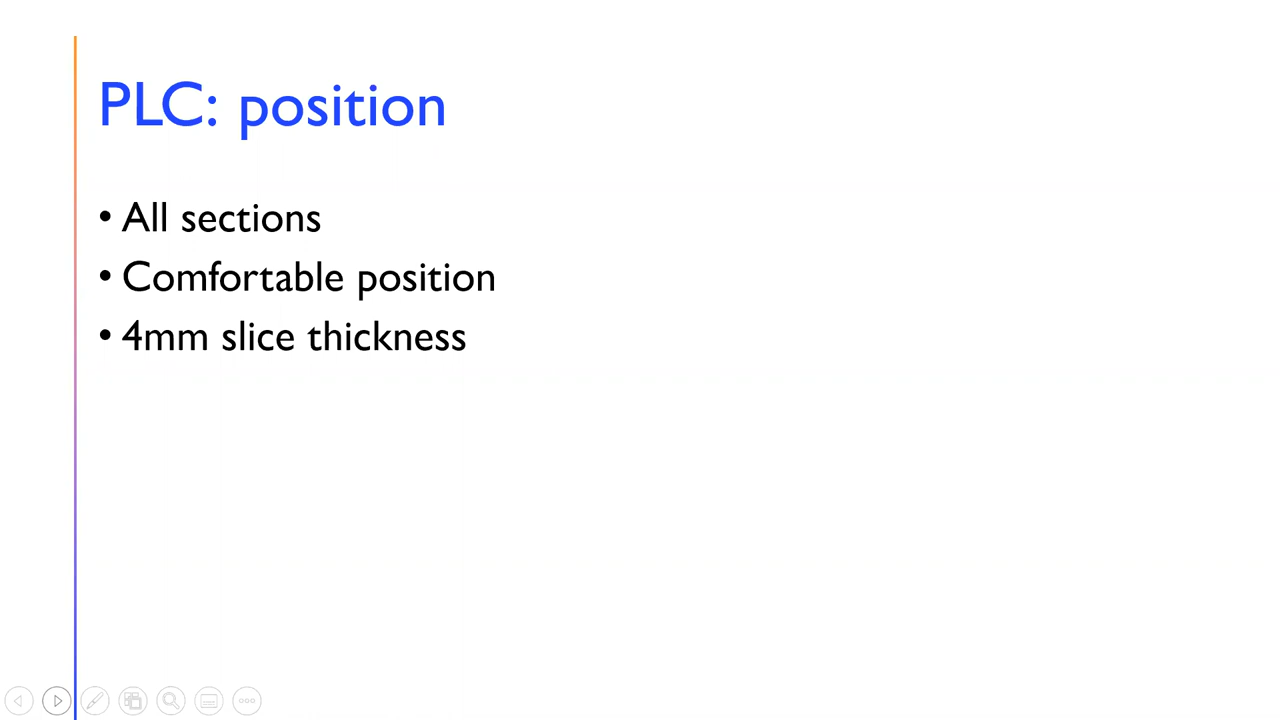 PLC: position
• All sections
• Comfortable position
• 4mm slice thickness